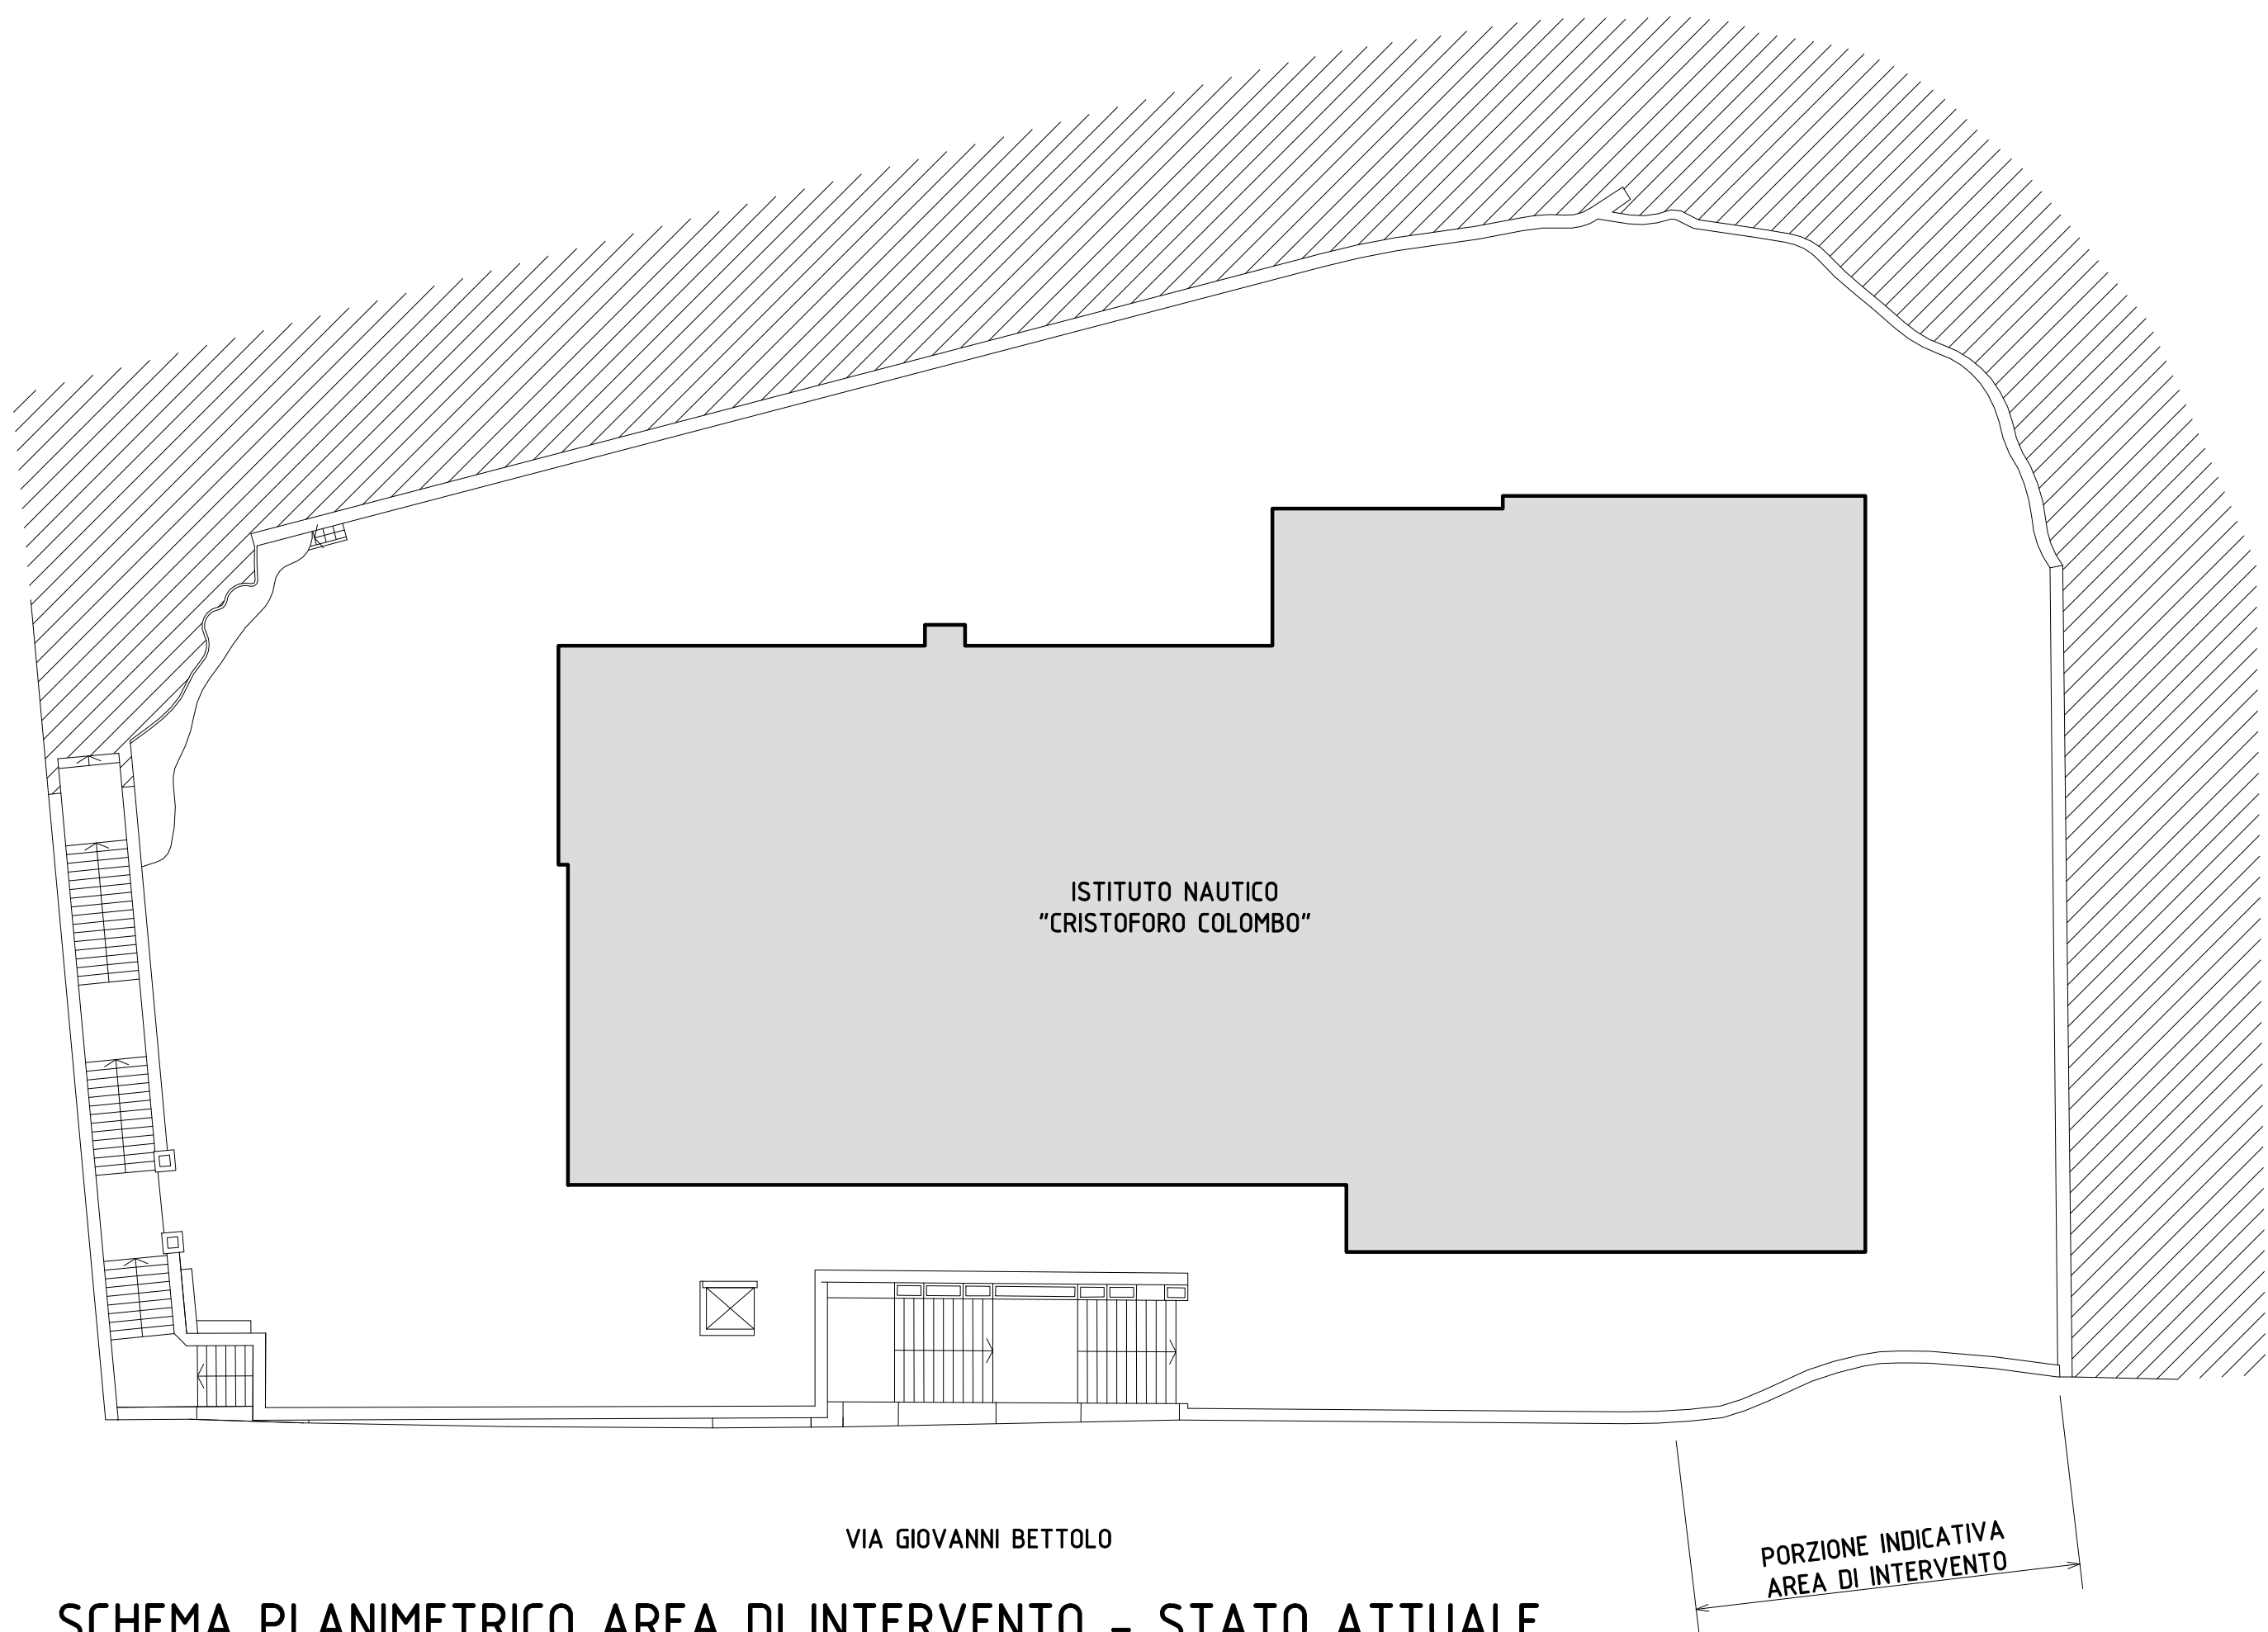 ISTITUTO NAUTICO
"CRISTOFORO COLOMBO"
VIA GIOVANNI BETTOLO
PORZIONE INDICATIVA
AREA DI INTERVENTO
SCHEMA PLANIMETRICO AREA DI INTERVENTO - STATO ATTUALE